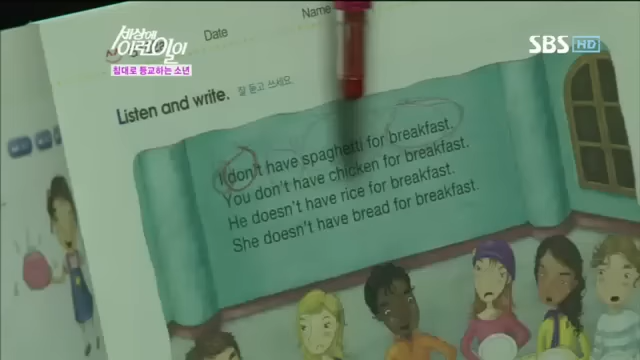 세상에
이런일이
침대로 등교하는 소년
SBS HD
Date
Name
Listen and write. 잘 듣고 쓰세요.
I don't have spaghetti for breakfast.
You don't have chicken for breakfast.
He doesn't have rice for breakfast.
She doesn't have bread for breakfast.